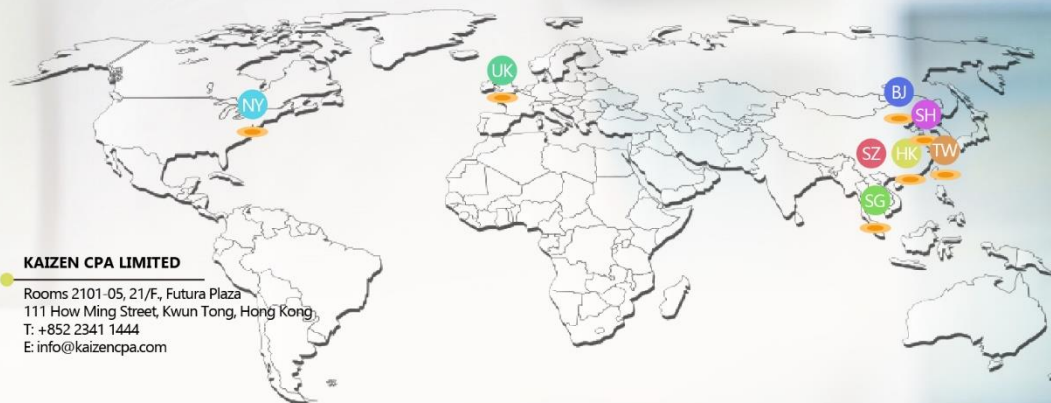 UK
NY
BJ
SH
SZ
HK
TW
SG
KAIZEN CPA LIMITED
Rooms 2101-05, 21/F., Futura Plaza
111 How Ming Street, Kwun Tong, Hong Kong
T: +852 2341 1444
E: info@kaizencpa.com